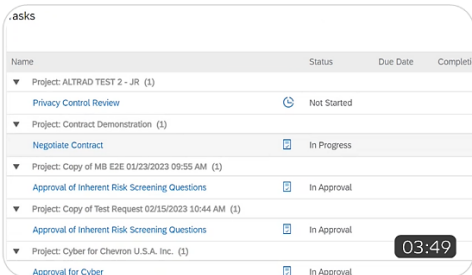 .asks
Name Status Due Date Completi
Project: ALTRAD TEST 2 - JR (1)
Privacy Control Review Not Started
Project: Contract Demonstration (1)
Negotiate Contract In Progress
Project: Copy of MB E2E 01/23/2023 09:55 AM (1)
Approval of Inherent Risk Screening Questions In Approval
Project: Copy of Test Request 02/15/2023 10:44 AM (1)
Approval of Inherent Risk Screening Questions In Approval
Project: Cyber for Chevron U.S.A. Inc. (1)
03:49
Approval for Cyber In Approval